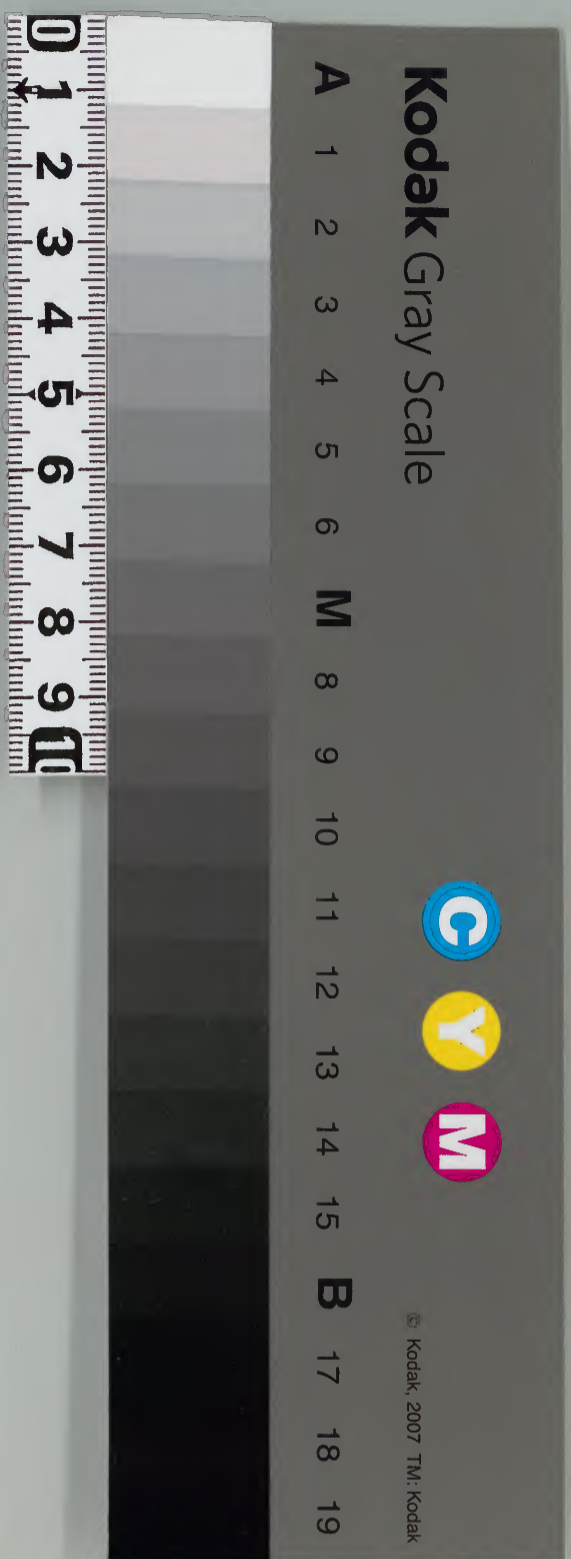 Kodak Gray Scale
C Y M
© Kodak, 2007 TM: Kodak
A 1 2 3 4 5 6 M 8 9 10 11 12 13 14 15 B 17 18 19
0 1 2 3 4 5 6 7 8 9 10